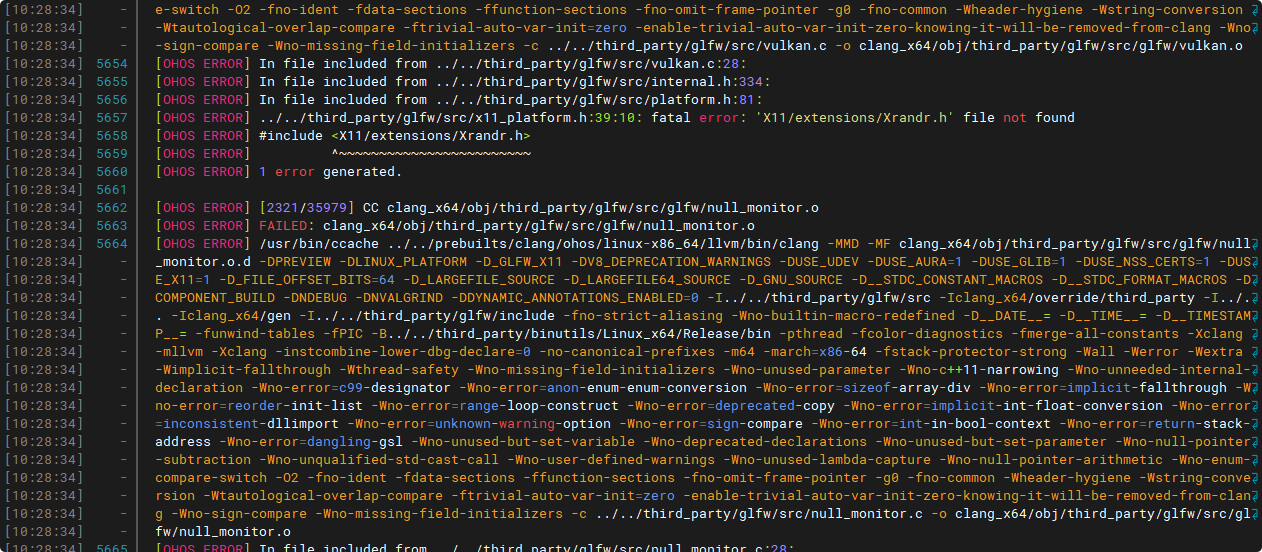 [10:28:34] - e-switch -O2 -fno-ident -fdata-sections -ffunction-sections -fno-omit-frame-pointer -g0 -fno-common -Wheader-hygiene -Wstring-conversion
[10:28:34] - -Wtautological-overlap-compare -ftrivial-auto-var-init=zero -enable-trivial-auto-var-init-zero-knowing-it-will-be-removed-from-clang -Wno
[10:28:34] - -sign-compare -Wno-missing-field-initializers -c ../../third_party/glfw/src/vulkan.c -o clang_x64/obj/third_party/glfw/src/glfw/vulkan.o
[10:28:34] 5654 [OHOS ERROR] In file included from ../../third_party/glfw/src/vulkan.c:28:
[10:28:34] 5655 [OHOS ERROR] In file included from ../../third_party/glfw/src/internal.h:334:
[10:28:34] 5656 [OHOS ERROR] In file included from ../../third_party/glfw/src/platform.h:81:
[10:28:34] 5657 [OHOS ERROR] ../../third_party/glfw/src/x11_platform.h:39:10: fatal error: 'X11/extensions/Xrandr.h' file not found
[10:28:34] 5658 [OHOS ERROR] #include <X11/extensions/Xrandr.h>
[10:28:34] 5659 [OHOS ERROR]          ^~~~~~~~~~~~~~~~~~~~~~~~~
[10:28:34] 5660 [OHOS ERROR] 1 error generated.
[10:28:34] 5661
[10:28:34] 5662 [OHOS ERROR] [2321/35979] CC clang_x64/obj/third_party/glfw/src/glfw/null_monitor.o
[10:28:34] 5663 [OHOS ERROR] FAILED: clang_x64/obj/third_party/glfw/src/glfw/null_monitor.o
[10:28:34] 5664 [OHOS ERROR] /usr/bin/ccache ../../prebuilts/clang/ohos/linux-x86_64/llvm/bin/clang -MMD -MF clang_x64/obj/third_party/glfw/src/glfw/null
[10:28:34] - _monitor.o.d -DPREVIEW -DLINUX_PLATFORM -D_GLFW_X11 -DV8_DEPRECATION_WARNINGS -DUSE_UDEV -DUSE_AURA=1 -DUSE_GLIB=1 -DUSE_NSS_CERTS=1 -DUS
[10:28:34] - E_X11=1 -D_FILE_OFFSET_BITS=64 -D_LARGEFILE_SOURCE -D_LARGEFILE64_SOURCE -D_GNU_SOURCE -D__STDC_CONSTANT_MACROS -D__STDC_FORMAT_MACROS -D
[10:28:34] - COMPONENT_BUILD -DNDEBUG -DNVALGRIND -DDYNAMIC_ANNOTATIONS_ENABLED=0 -I../../third_party/glfw/src -Iclang_x64/override/third_party -I../.
[10:28:34] - . -Iclang_x64/gen -I../../third_party/glfw/include -fno-strict-aliasing -Wno-builtin-macro-redefined -D__DATE__= -D__TIME__= -D__TIMESTAM
[10:28:34] - P__= -funwind-tables -fPIC -B../../third_party/binutils/Linux_x64/Release/bin -pthread -fcolor-diagnostics -fmerge-all-constants -Xclang
[10:28:34] - -mllvm -Xclang -instcombine-lower-dbg-declare=0 -no-canonical-prefixes -m64 -march=x86-64 -fstack-protector-strong -Wall -Werror -Wextra
[10:28:34] - -Wimplicit-fallthrough -Wthread-safety -Wno-missing-field-initializers -Wno-unused-parameter -Wno-c++11-narrowing -Wno-unneeded-internal-
[10:28:34] - declaration -Wno-error=c99-designator -Wno-error=anon-enum-enum-conversion -Wno-error=sizeof-array-div -Wno-error=implicit-fallthrough -W
[10:28:34] - no-error=reorder-init-list -Wno-error=range-loop-construct -Wno-error=deprecated-copy -Wno-error=implicit-int-float-conversion -Wno-error
[10:28:34] - =inconsistent-dllimport -Wno-error=unknown-warning-option -Wno-error=sign-compare -Wno-error=int-in-bool-context -Wno-error=return-stack-
[10:28:34] - address -Wno-error=dangling-gsl -Wno-unused-but-set-variable -Wno-deprecated-declarations -Wno-unused-but-set-parameter -Wno-null-pointer
[10:28:34] - -subtraction -Wno-unqualified-std-cast-call -Wno-user-defined-warnings -Wno-unused-lambda-capture -Wno-null-pointer-arithmetic -Wno-enum-
[10:28:34] - compare-switch -O2 -fno-ident -fdata-sections -ffunction-sections -fno-omit-frame-pointer -g0 -fno-common -Wheader-hygiene -Wstring-conve
[10:28:34] - rsion -Wtautological-overlap-compare -ftrivial-auto-var-init=zero -enable-trivial-auto-var-init-zero-knowing-it-will-be-removed-from-clan
[10:28:34] - g -Wno-sign-compare -Wno-missing-field-initializers -c ../../third_party/glfw/src/null_monitor.c -o clang_x64/obj/third_party/glfw/src/gl
[10:28:34] - fw/null_monitor.o
[10:28:34] 5665 [OHOS ERROR] In file included from ../../third_party/glfw/src/null_monitor.c:28: